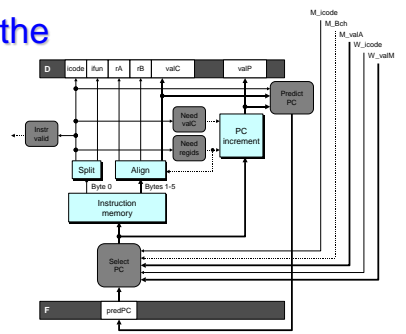 the
M_icode
M_Bch
M_valA
W_icode
W_valM
D icode ifun rA rB valC valP
Predict
PC
Need
valC
Instr
valid
Need
regids
PC
increment
Split
Align
Byte 0
Bytes 1-5
Instruction
memory
Select
PC
F predPC